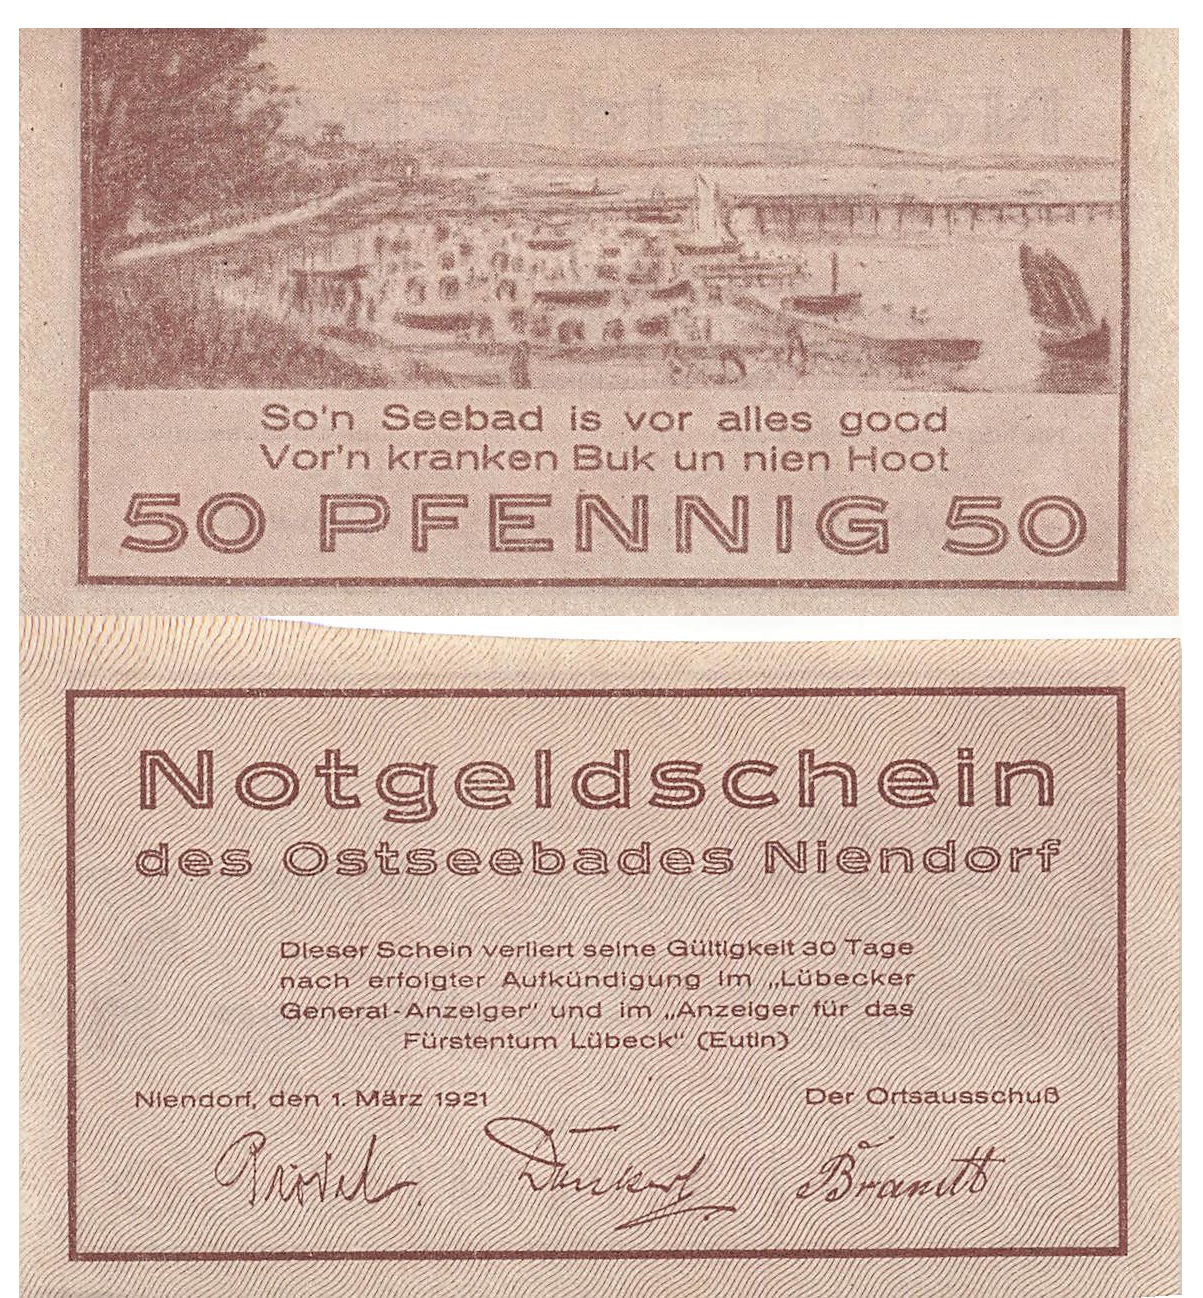 So'n Seebad is vor alles good
Vor'n kranken Buk un nien Hoot
50 PFENNIG 50
Notgeldschein
des Ostseebades Niendorf
Dieser Schein verliert seine Gültigkeit 30 Tage
nach erfolgter Aufkündigung im „Lübecker
General-Anzeiger" und im „Anzeiger für das
Fürstentum Lübeck" (Eutin)
Niendorf, den 1. März 1921
Der Ortsausschuß
Brandt